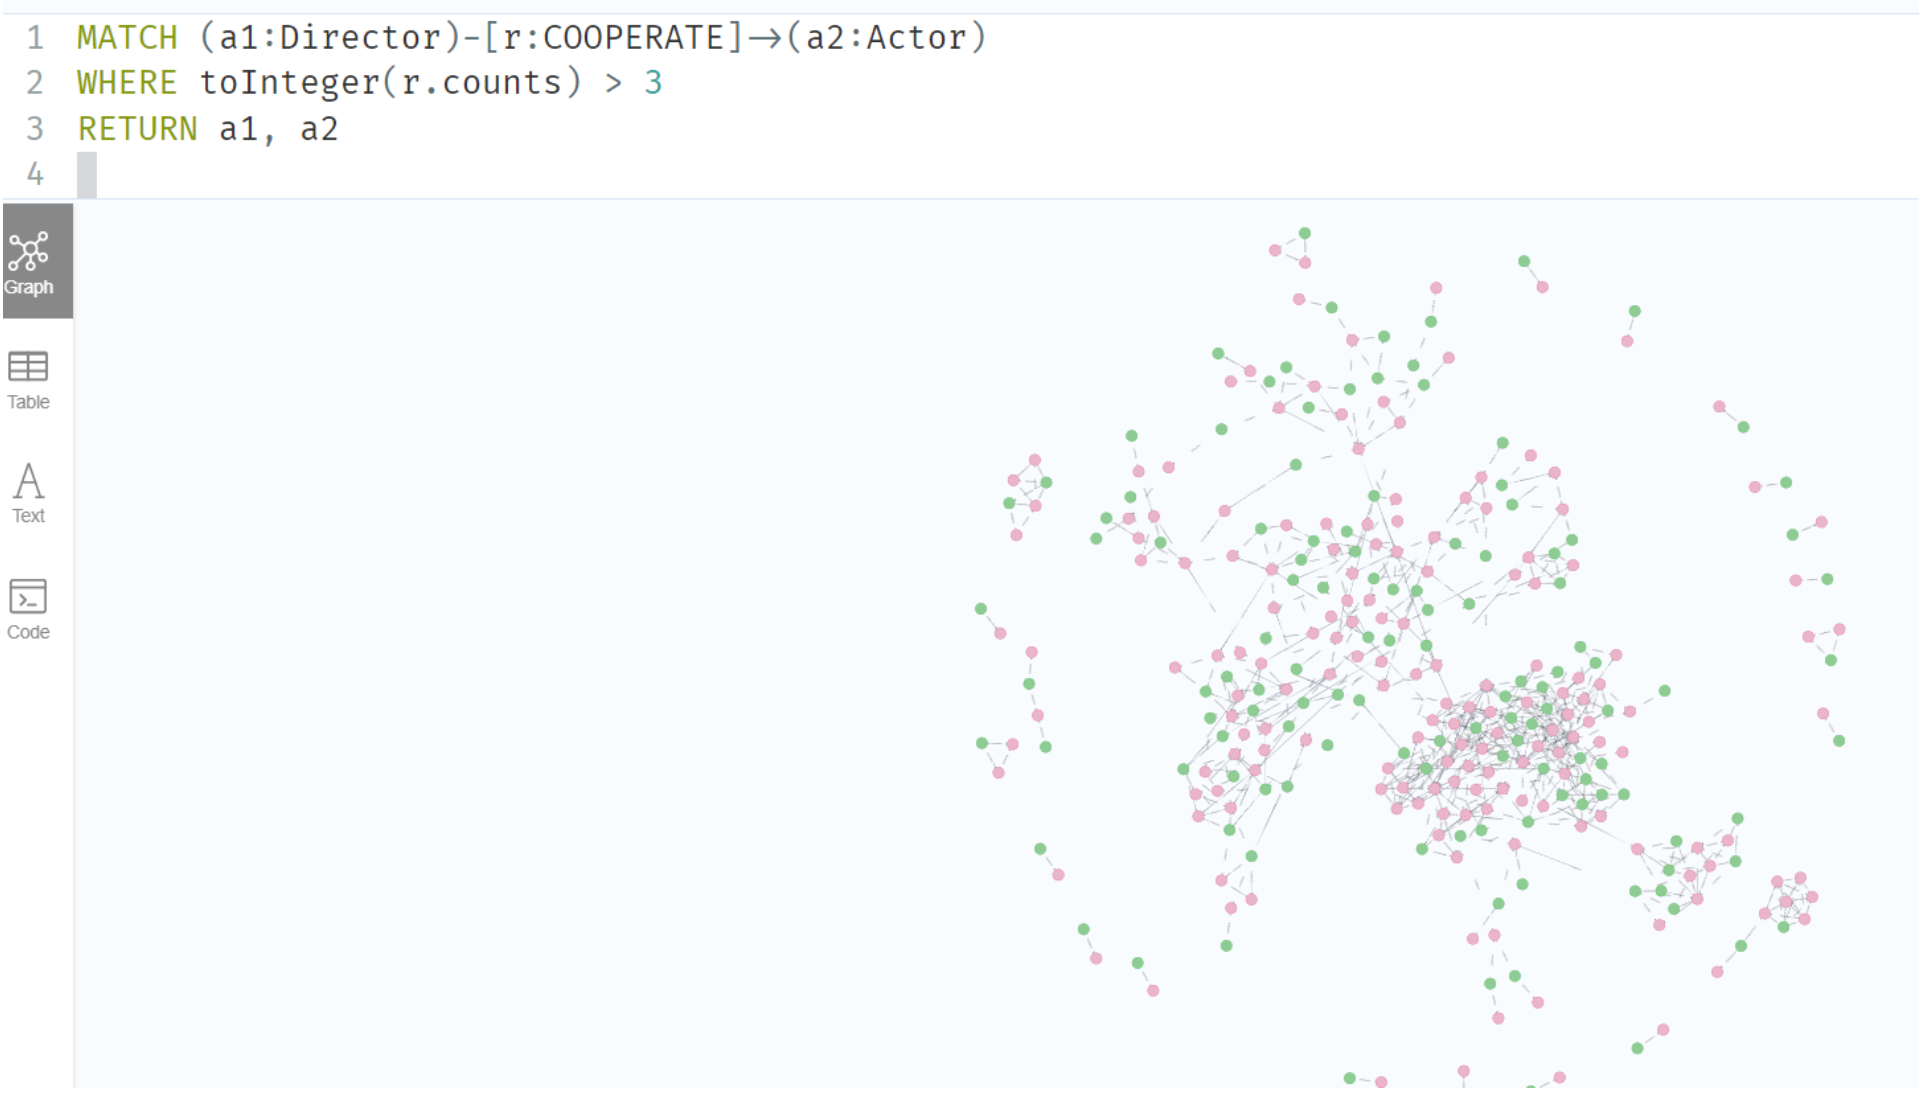 1 MATCH (a1:Director)-[r:COOPERATE]→(a2:Actor)
2 WHERE toInteger(r.counts) > 3
3 RETURN a1, a2
4
Graph
Table
Text
Code